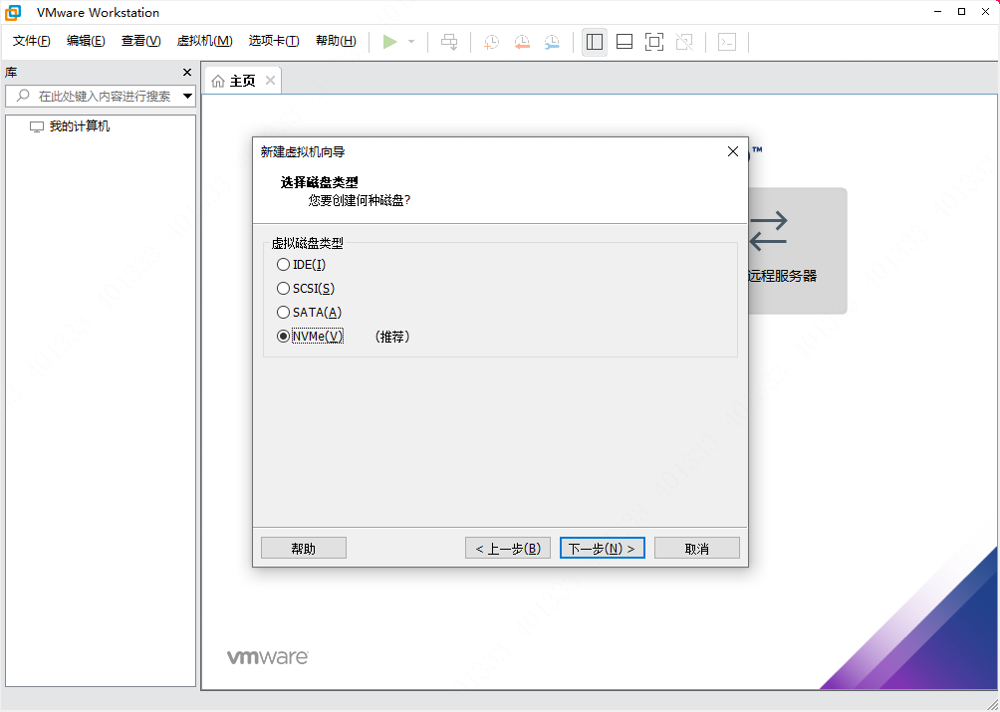 VMware Workstation
文件(F) 编辑(E) 查看(V) 虚拟机(M) 选项卡(T) 帮助(H)
库
在此处键入内容进行搜索
我的计算机
主页
™
新建虚拟机向导
选择磁盘类型
您要创建何种磁盘?
虚拟磁盘类型
IDE(I)
SCSI(S)
SATA(A)
NVMe(V) (推荐)
远程服务器
帮助 < 上一步(B) 下一步(N) > 取消
vmware